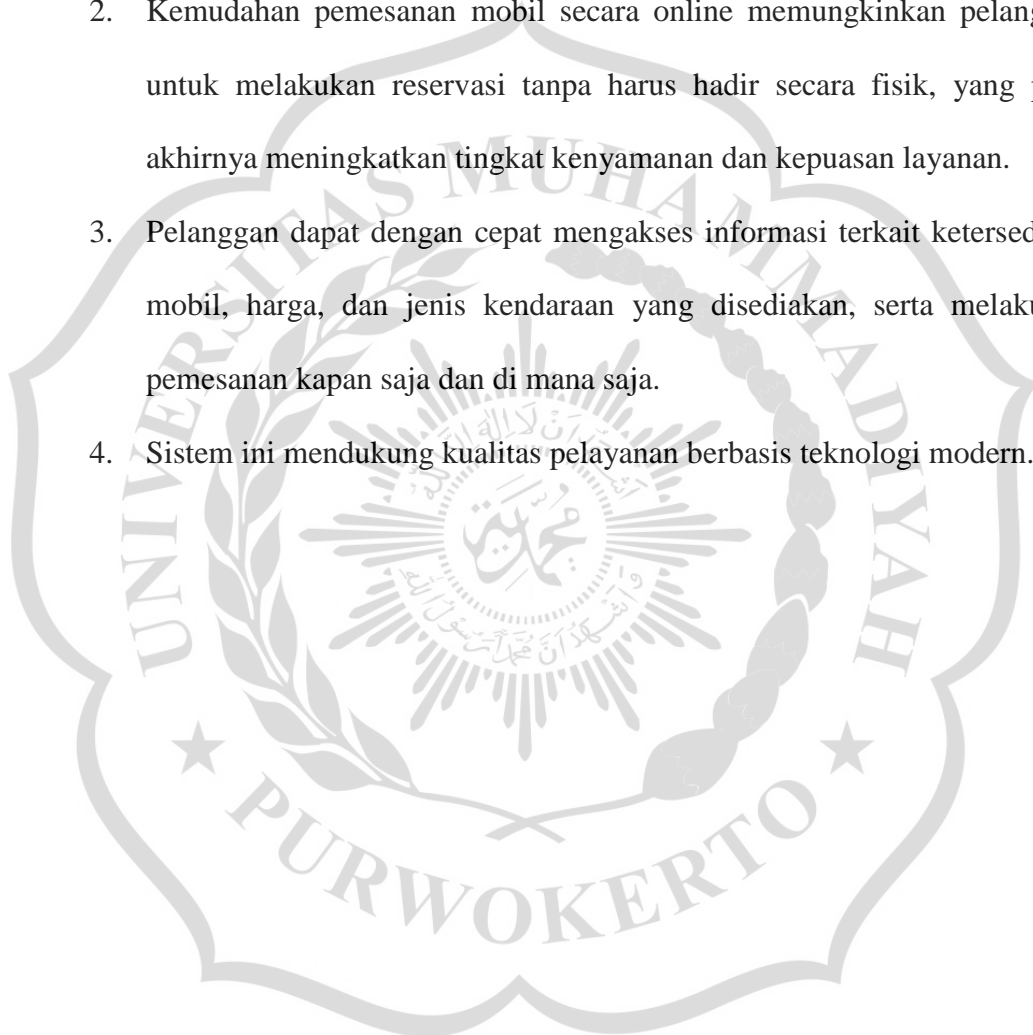 2. Kemudahan pemesanan mobil secara online memungkinkan
untuk melakukan reservasi tanpa harus hadir secara fisik, yang
akhirnya meningkatkan tingkat kenyamanan dan kepuasan layanan.
3. Pelanggan dapat dengan cepat mengakses informasi terkait
mobil, harga, dan jenis kendaraan yang disediakan, serta
pemesanan kapan saja dan di mana saja.
4. Sistem ini mendukung kualitas pelayanan berbasis teknologi modern.
UNIVERSITAS MUHAMMADIYAH
PURWOKERTO